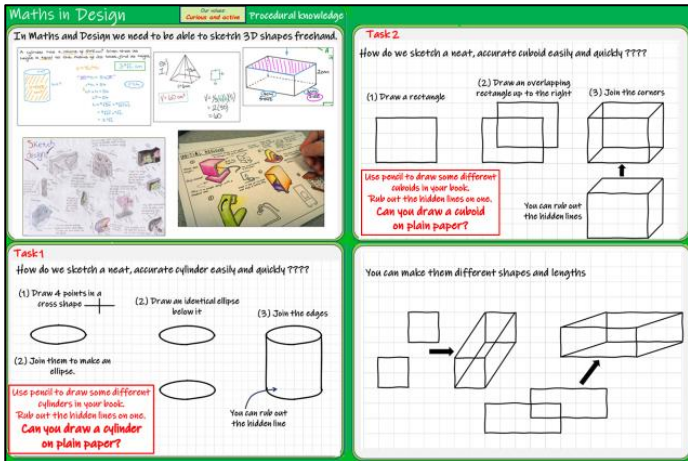 Maths in Design
Our values
Curious and active
Procedural knowledge
In Maths and Design we need to be able to sketch 3D shapes freehand.
Task1
How do we sketch a neat, accurate cylinder easily and quickly ????
(1) Draw 4 points in a
cross shape
(2) Join them to make an
ellipse.
(2) Draw an identical ellipse
below it
(3) Join the edges
You can rub out
the hidden line
Use pencil to draw some different
cylinders in your book.
Rub out the hidden lines on one.
Can you draw a cylinder
on plain paper?
Task 2
How do we sketch a neat, accurate cuboid easily and quickly ????
(1) Draw a rectangle
(2) Draw an overlapping
rectangle up to the right
(3) Join the corners
You can rub out
the hidden lines
Use pencil to draw some different
cuboids in your book.
Rub out the hidden lines on one.
Can you draw a cuboid
on plain paper?
You can make them different shapes and lengths